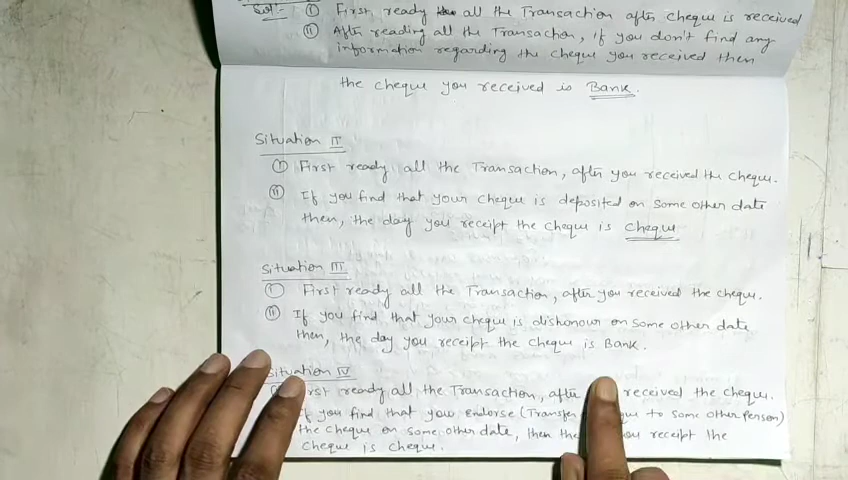 Sol:- (I) First, ready all the Transaction after cheque is received
(II) After reading all the Transaction, if you don't find any
information regarding the cheque you received then
the cheque you received is Bank.
Situation II
(I) First ready all the Transaction, after you received the cheque.
(II) If you find that your cheque is deposited on some other date
then, the day you receipt the cheque is Cheque
Situation III
(I) First ready all the Transaction, after you received the cheque.
(II) If you find that your cheque is dishonour on some other date
then, the day you receipt the cheque is Bank.
Situation IV
ready all the Transaction, after received the cheque.
If you find that you Endorse (Transfer to some other person)
the cheque on some other date, then the you receipt the
cheque is cheque.